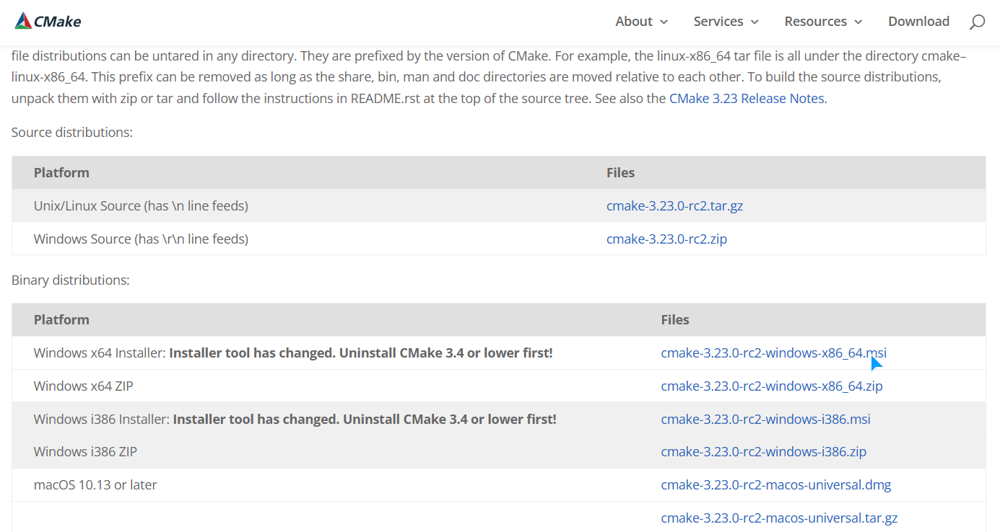 CMake
About
Services
Resources
Download
file distributions can be untared in any directory. They are prefixed by the version of CMake. For example, the linux-x86_64 tar file is all under the directory cmake–
linux-x86_64. This prefix can be removed as long as the share, bin, man and doc directories are moved relative to each other. To build the source distributions,
unpack them with zip or tar and follow the instructions in README.rst at the top of the source tree. See also the CMake 3.23 Release Notes.
Source distributions:
Platform Files
Unix/Linux Source (has \n line feeds) cmake-3.23.0-rc2.tar.gz
Windows Source (has \r\n line feeds) cmake-3.23.0-rc2.zip
Binary distributions:
Platform Files
Windows x64 Installer: Installer tool has changed. Uninstall CMake 3.4 or lower first! cmake-3.23.0-rc2-windows-x86_64.msi
Windows x64 ZIP cmake-3.23.0-rc2-windows-x86_64.zip
Windows i386 Installer: Installer tool has changed. Uninstall CMake 3.4 or lower first! cmake-3.23.0-rc2-windows-i386.msi
Windows i386 ZIP cmake-3.23.0-rc2-windows-i386.zip
macOS 10.13 or later cmake-3.23.0-rc2-macos-universal.dmg
cmake-3.23.0-rc2-macos-universal.tar.gz